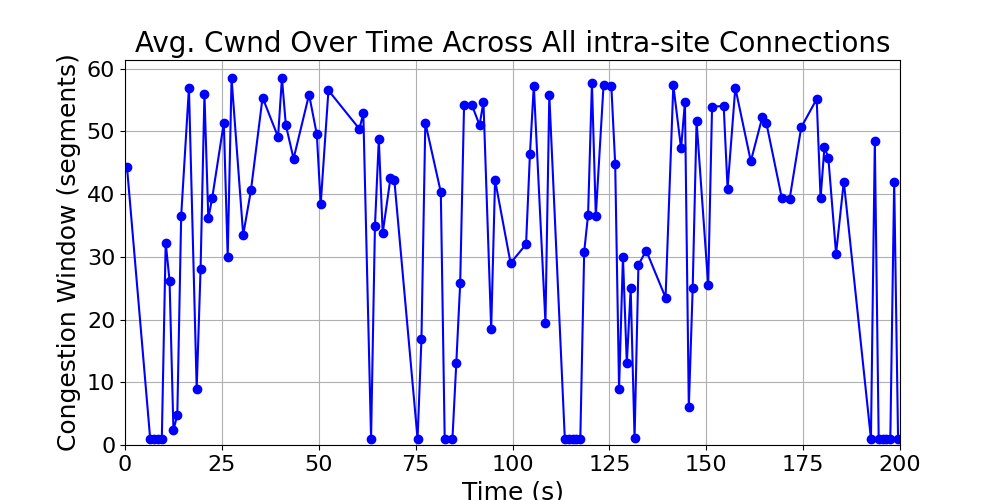 Avg. Cwnd Over Time Across All intra-site Connections
Congestion Window (segments)
60
50
40
30
20
10
0
0 25 50 75 100 125 150 175 200
Time (s)